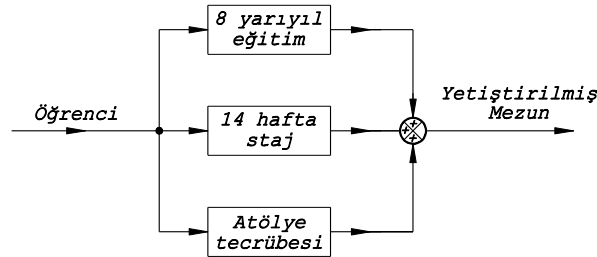 8 yarıyıl
eğitim
Öğrenci
14 hafta
staj
+
+
+
Yetiştirilmiş
Mezun
Atölye
tecrübesi